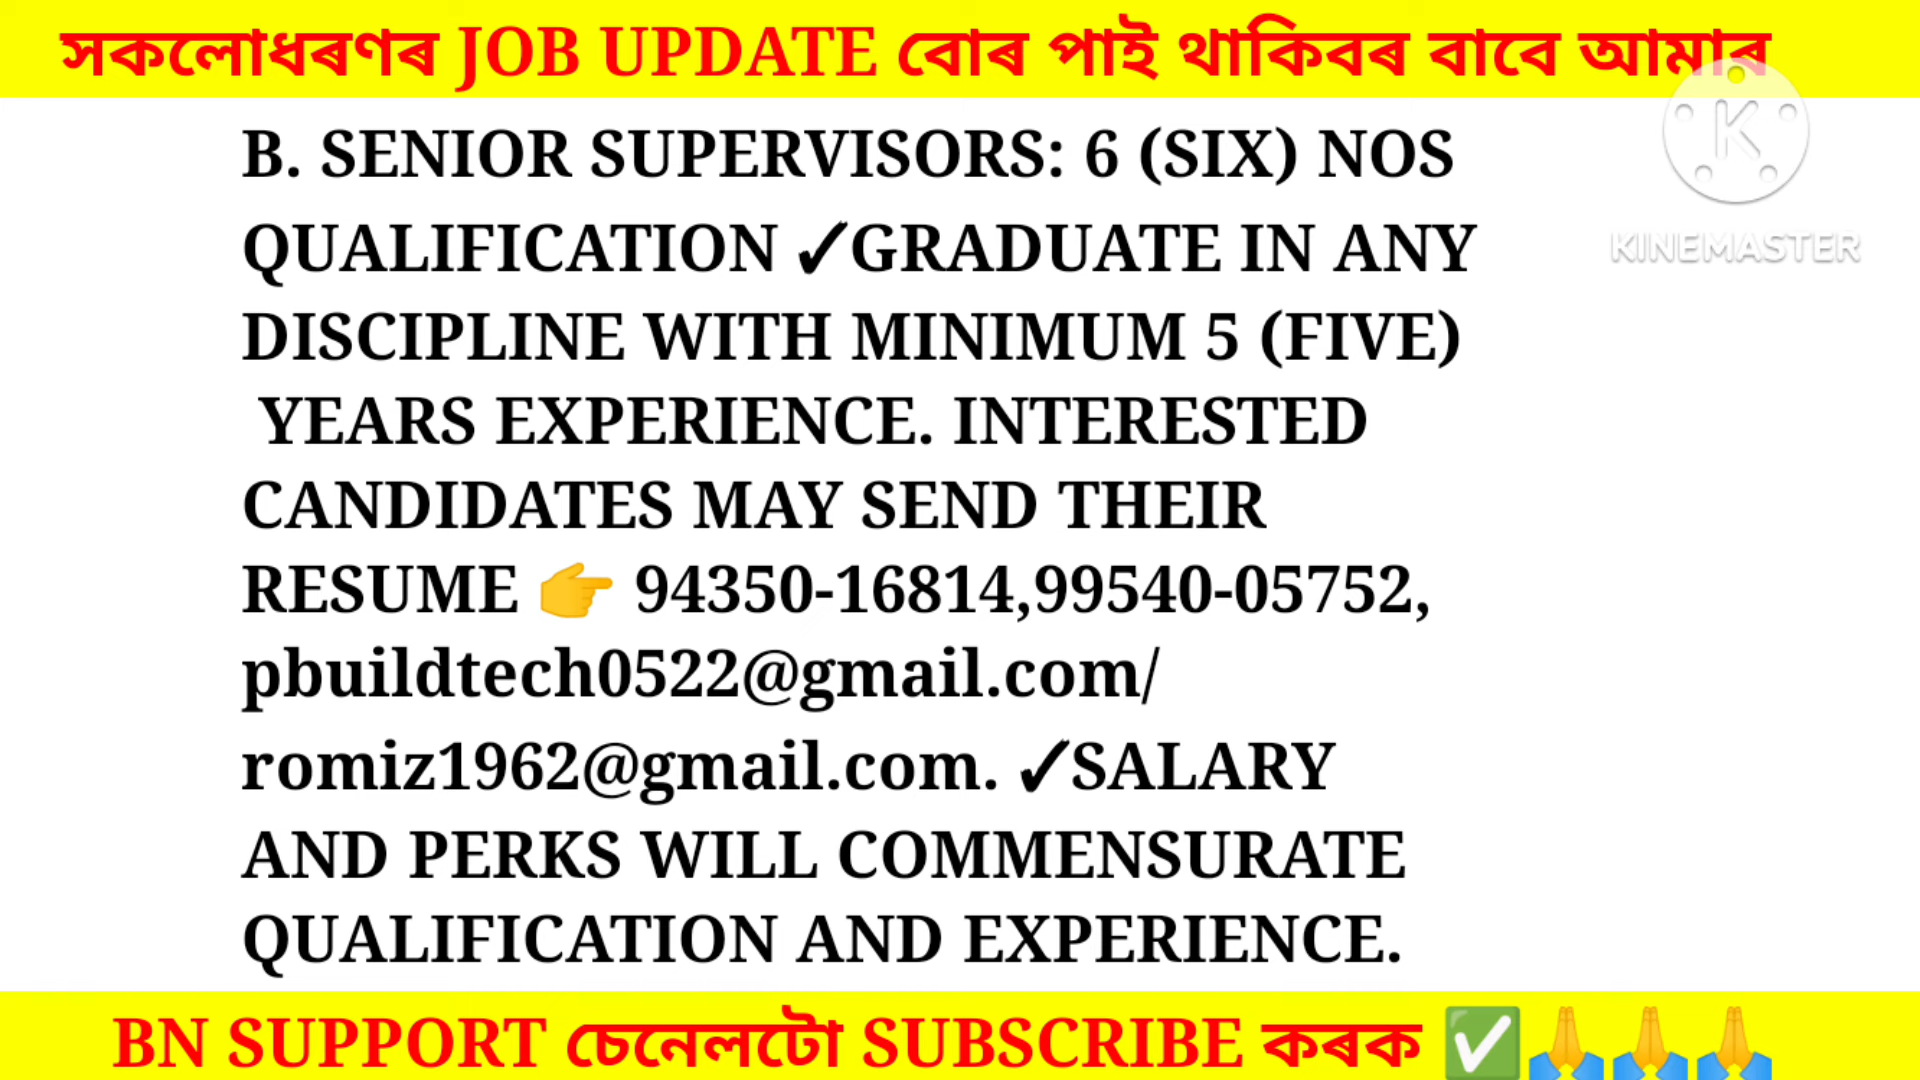 সকলোধৰণৰ JOB UPDATE বোৰ পাই থাকিবৰ বাবে আমাৰ
B. SENIOR SUPERVISORS: 6 (SIX) NOS
QUALIFICATION ✓GRADUATE IN ANY
DISCIPLINE WITH MINIMUM 5 (FIVE)
YEARS EXPERIENCE. INTERESTED
CANDIDATES MAY SEND THEIR
RESUME 👉 94350-16814,99540-05752,
pbuildtech0522@gmail.com/
romiz1962@gmail.com. ✓SALARY
AND PERKS WILL COMMENSURATE
QUALIFICATION AND EXPERIENCE.
K
KINEMASTER
BN SUPPORT চেনেলটো SUBSCRIBE কৰক ✅🙏🙏🙏